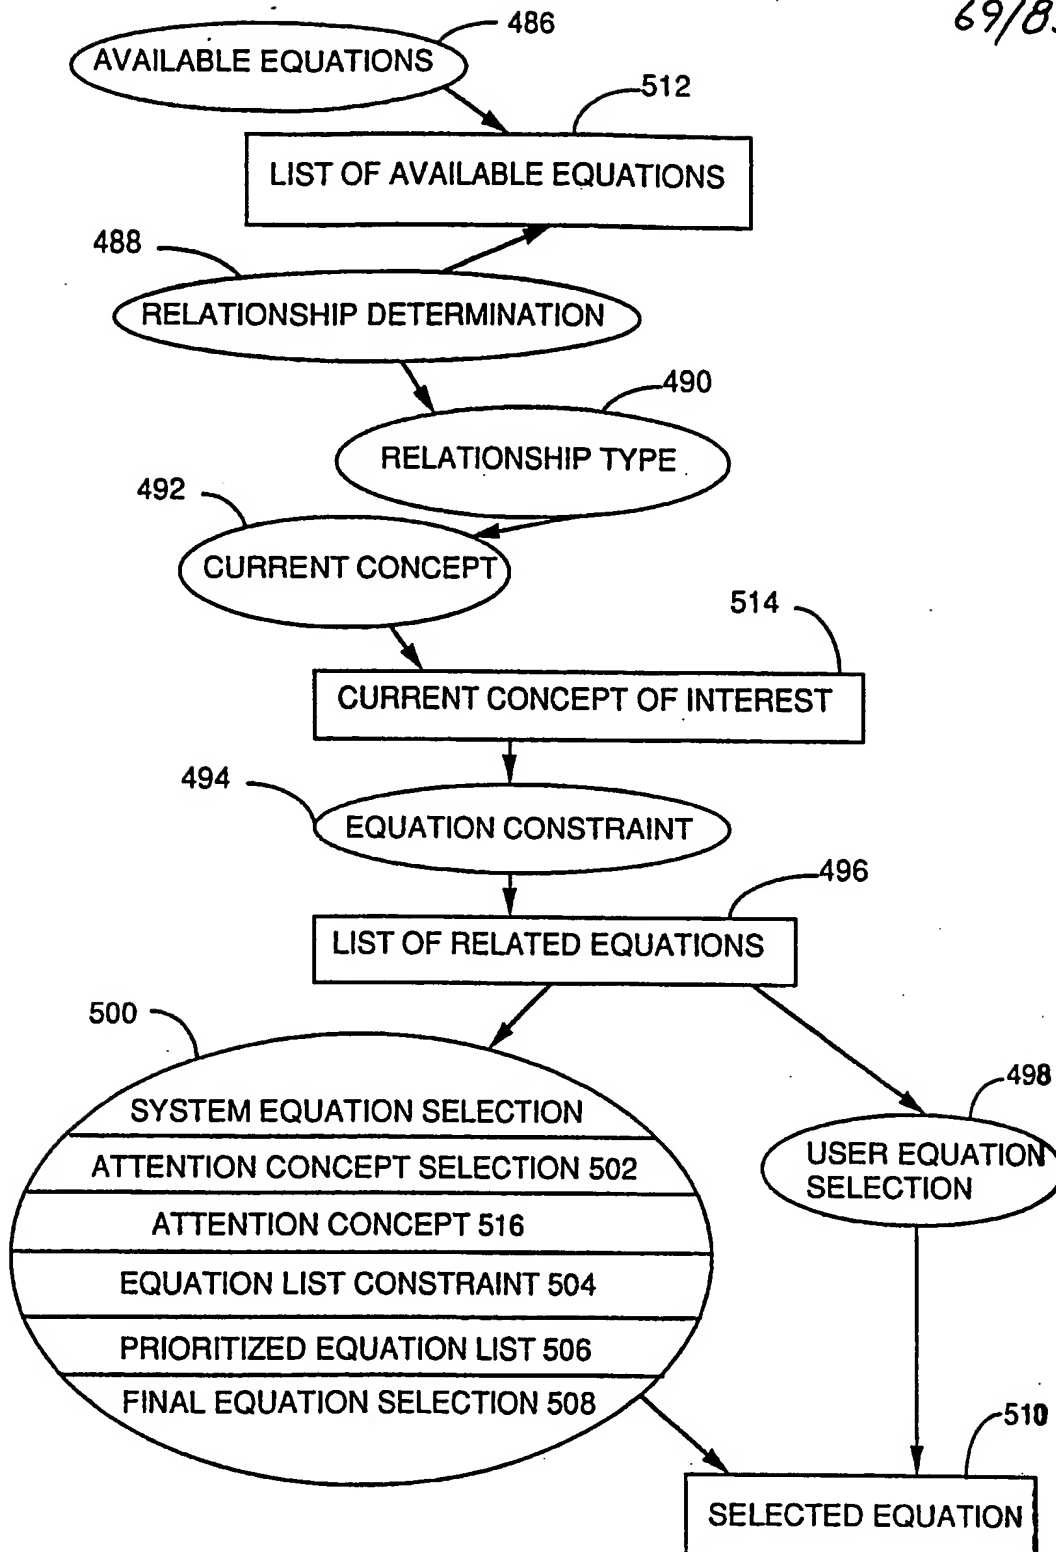 69/8
486
AVAILABLE EQUATIONS
512
LIST OF AVAILABLE EQUATIONS
488
RELATIONSHIP DETERMINATION
490
RELATIONSHIP TYPE
492
CURRENT CONCEPT
514
CURRENT CONCEPT OF INTEREST
494
EQUATION CONSTRAINT
496
LIST OF RELATED EQUATIONS
500
SYSTEM EQUATION SELECTION
ATTENTION CONCEPT SELECTION 502
ATTENTION CONCEPT 516
EQUATION LIST CONSTRAINT 504
PRIORITIZED EQUATION LIST 506
FINAL EQUATION SELECTION 508
498
USER EQUATION
SELECTION
510
SELECTED EQUATION